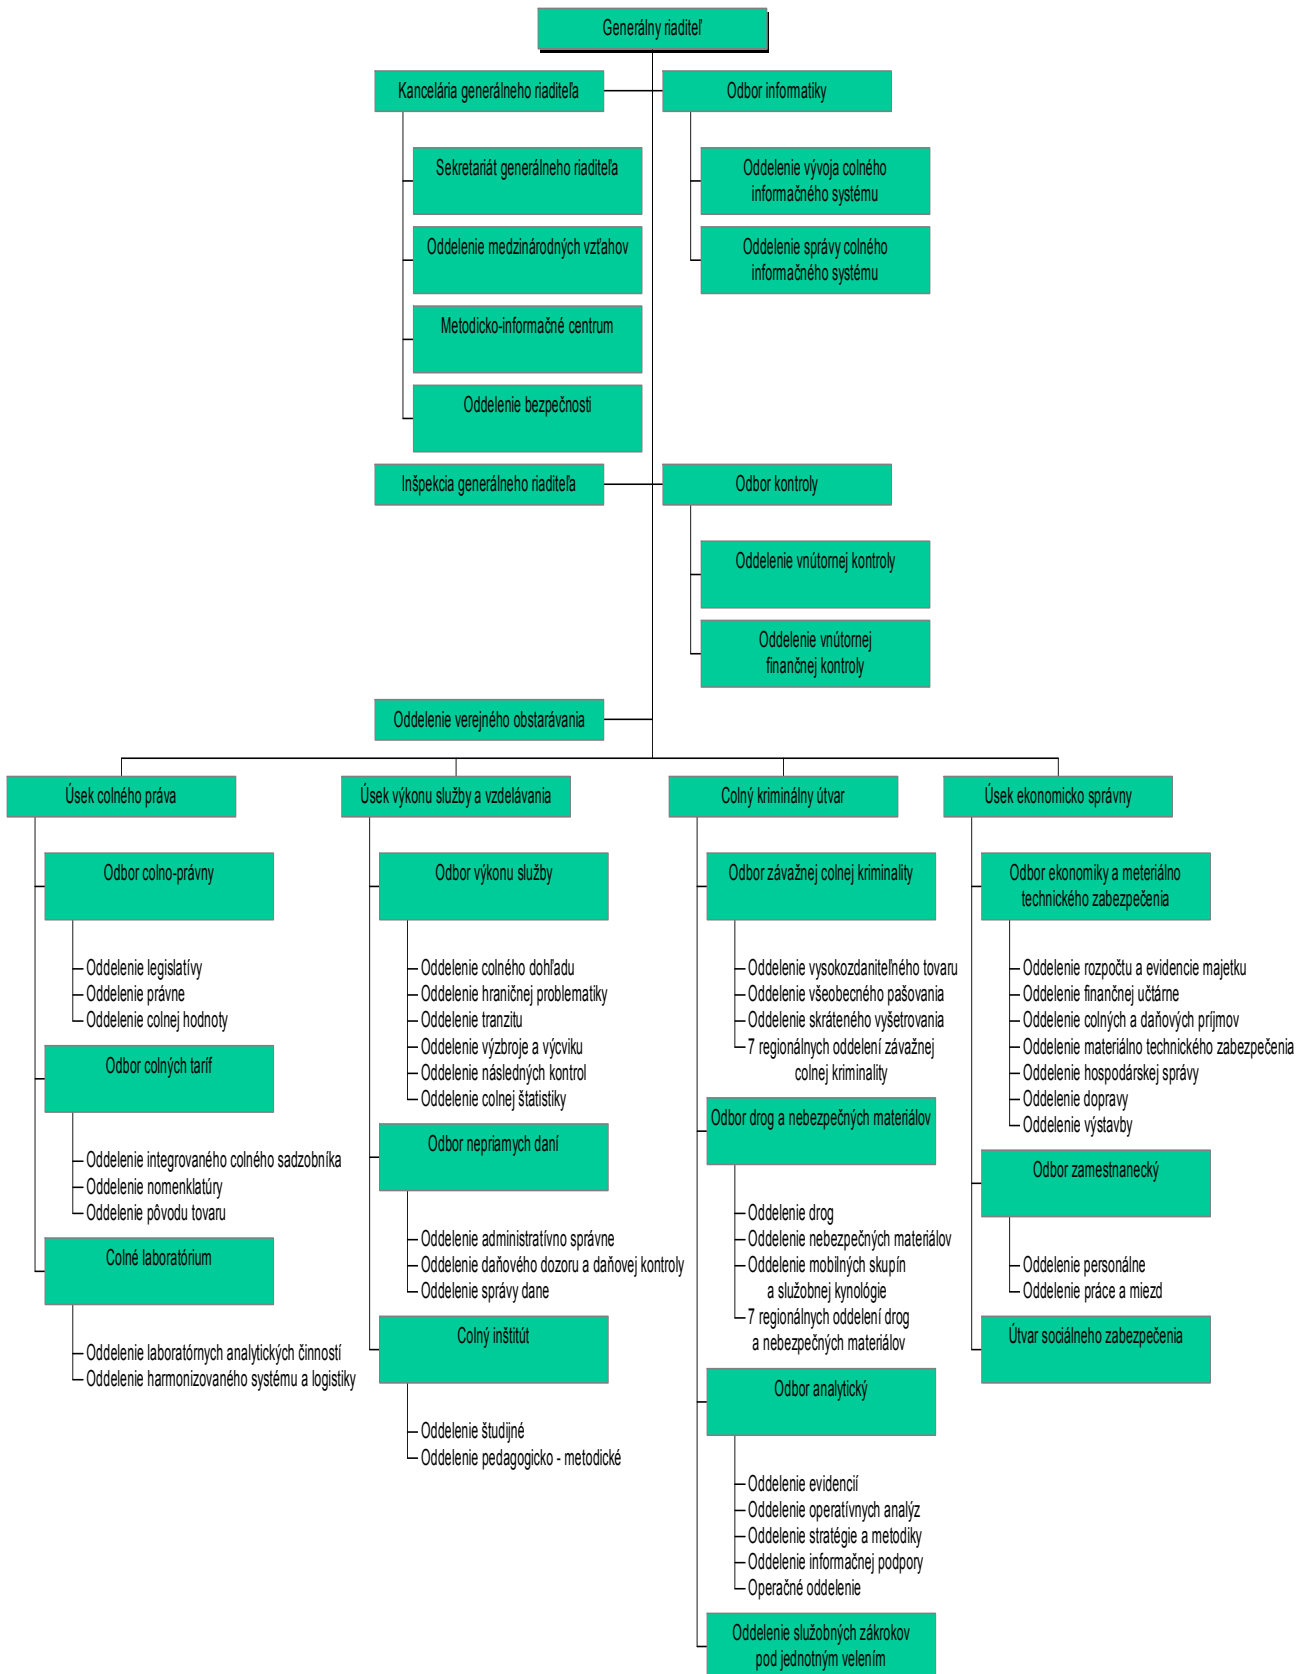 Generálny riaditeľ
Kancelária generálneho riaditeľa
Odbor informatiky
Sekretariát generálneho riaditeľa
Oddelenie medzinárodných vzťahov
Metodicko-informačné centrum
Oddelenie bezpečnosti
Oddelenie vývoja colného
informačného systému
Oddelenie správy colného
informačného systému
Inšpekcia generálneho riaditeľa
Odbor kontroly
Oddelenie vnútornej kontroly
Oddelenie vnútornej
finančnej kontroly
Oddelenie verejného obstarávania
Úsek colného práva
Odbor colno-právny
Oddelenie legislatívy
Oddelenie právne
Oddelenie colnej hodnoty
Odbor colných taríf
Oddelenie integrovaného colného sadzobníka
Oddelenie nomenklatúry
Oddelenie pôvodu tovaru
Colné laboratórium
Oddelenie laboratórnych analytických činností
Oddelenie harmonizovaného systému a logistiky
Úsek výkonu služby a vzdelávania
Odbor výkonu služby
Oddelenie colného dohľadu
Oddelenie hraničnej problematiky
Oddelenie tranzitu
Oddelenie výzbroje a výcviku
Oddelenie následných kontrol
Oddelenie colnej štatistiky
Odbor nepriamych daní
Oddelenie administratívno správne
Oddelenie daňového dozoru a daňovej kontroly
Oddelenie správy dane
Colný inštitút
Oddelenie študijné
Oddelenie pedagogicko - metodické
Colný kriminálny útvar
Odbor závažnej colnej kriminality
Oddelenie vysokozdaniteľného tovaru
Oddelenie všeobecného pašovania
Oddelenie skráteného vyšetrovania
7 regionálnych oddelení závažnej
colnej kriminality
Odbor drog a nebezpečných materiálov
Oddelenie drog
Oddelenie nebezpečných materiálov
Oddelenie mobilných skupín
a služobnej kynológie
7 regionálnych oddelení drog
a nebezpečných materiálov
Odbor analytický
Oddelenie evidencií
Oddelenie operatívnych analýz
Oddelenie stratégie a metodiky
Oddelenie informačnej podpory
Operačné oddelenie
Oddelenie služobných zákrokov
pod jednotným velením
Úsek ekonomicko správny
Odbor ekonomiky a meteriálno
technického zabezpečenia
Oddelenie rozpočtu a evidencie majetku
Oddelenie finančnej učtárne
Oddelenie colných a daňových príjmov
Oddelenie materiálno technického zabezpečenia
Oddelenie hospodárskej správy
Oddelenie dopravy
Oddelenie výstavby
Odbor zamestnanecký
Oddelenie personálne
Oddelenie práce a miezd
Útvar sociálneho zabezpečenia